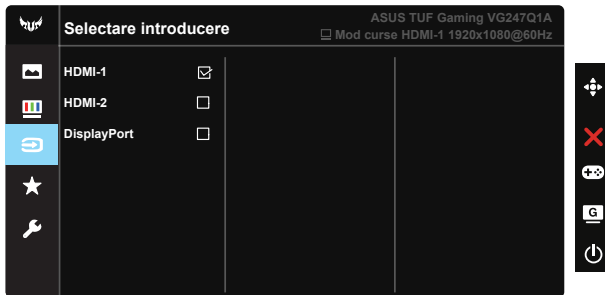 Selectare introducere
ASUS TUF Gaming VG247Q1A
Mod curse HDMI-1 1920x1080@60Hz
HDMI-1
HDMI-2
DisplayPort
G